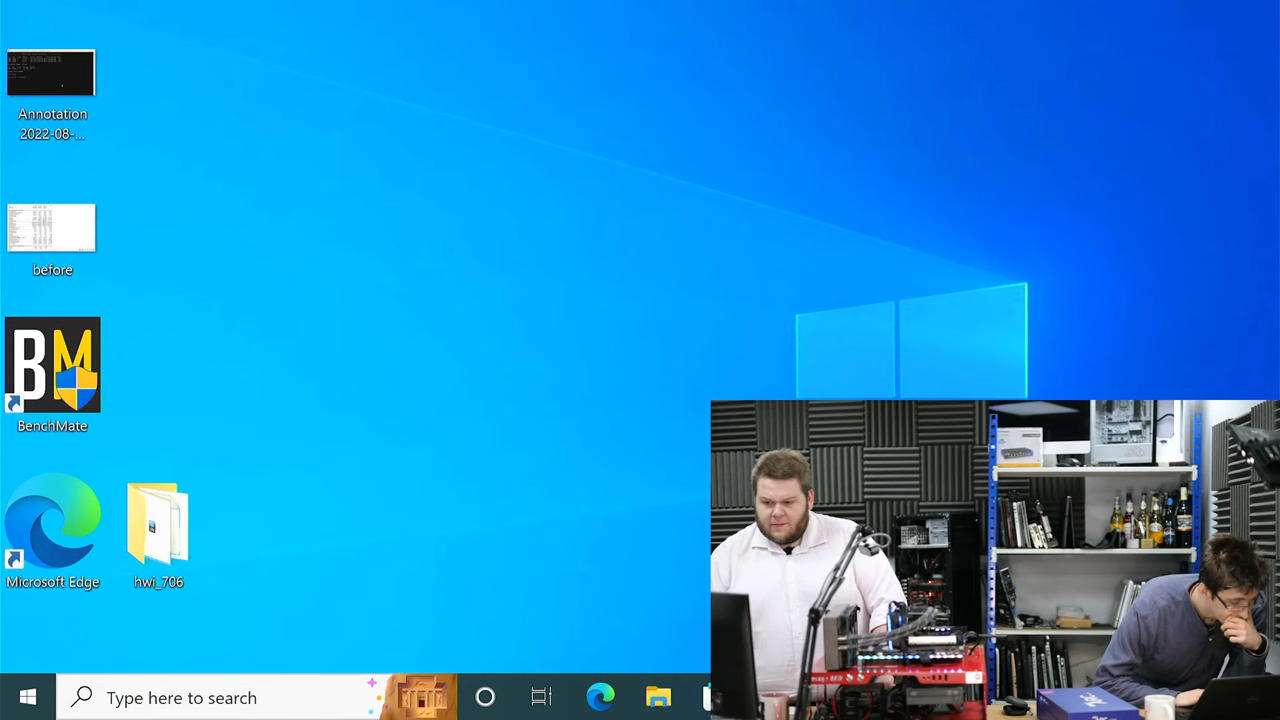 Annotation
2022-08-...
before
BM
BenchMate
Microsoft Edge
hwi_706
Type here to search